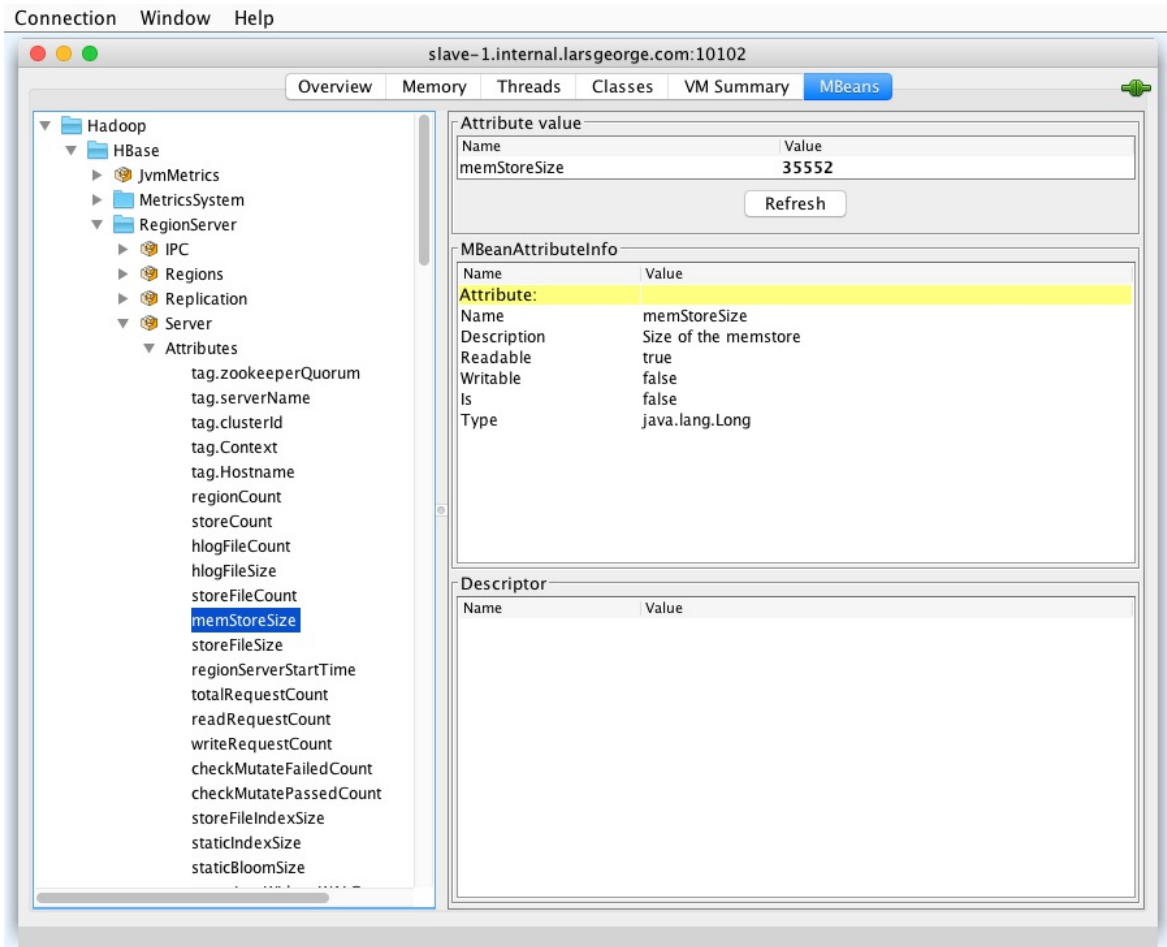 Connection Window Help
slave-1.internal.larsgeorge.com:10102
Overview Memory Threads Classes VM Summary MBeans
Hadoop
HBase
JvmMetrics
MetricsSystem
RegionServer
IPC
Regions
Replication
Server
Attributes
tag.zookeeperQuorum
tag.serverName
tag.clusterId
tag.Context
tag.Hostname
regionCount
storeCount
hlogFileCount
hlogFileSize
storeFileCount
memStoreSize
storeFileSize
regionServerStartTime
totalRequestCount
readRequestCount
writeRequestCount
checkMutateFailedCount
checkMutatePassedCount
storeFileIndexSize
staticIndexSize
staticBloomSize
Attribute value
Name Value
memStoreSize 35552
Refresh
MBeanAttributeInfo
Name Value
Attribute:
Name memStoreSize
Description Size of the memstore
Readable true
Writable false
Is false
Type java.lang.Long
Descriptor
Name Value